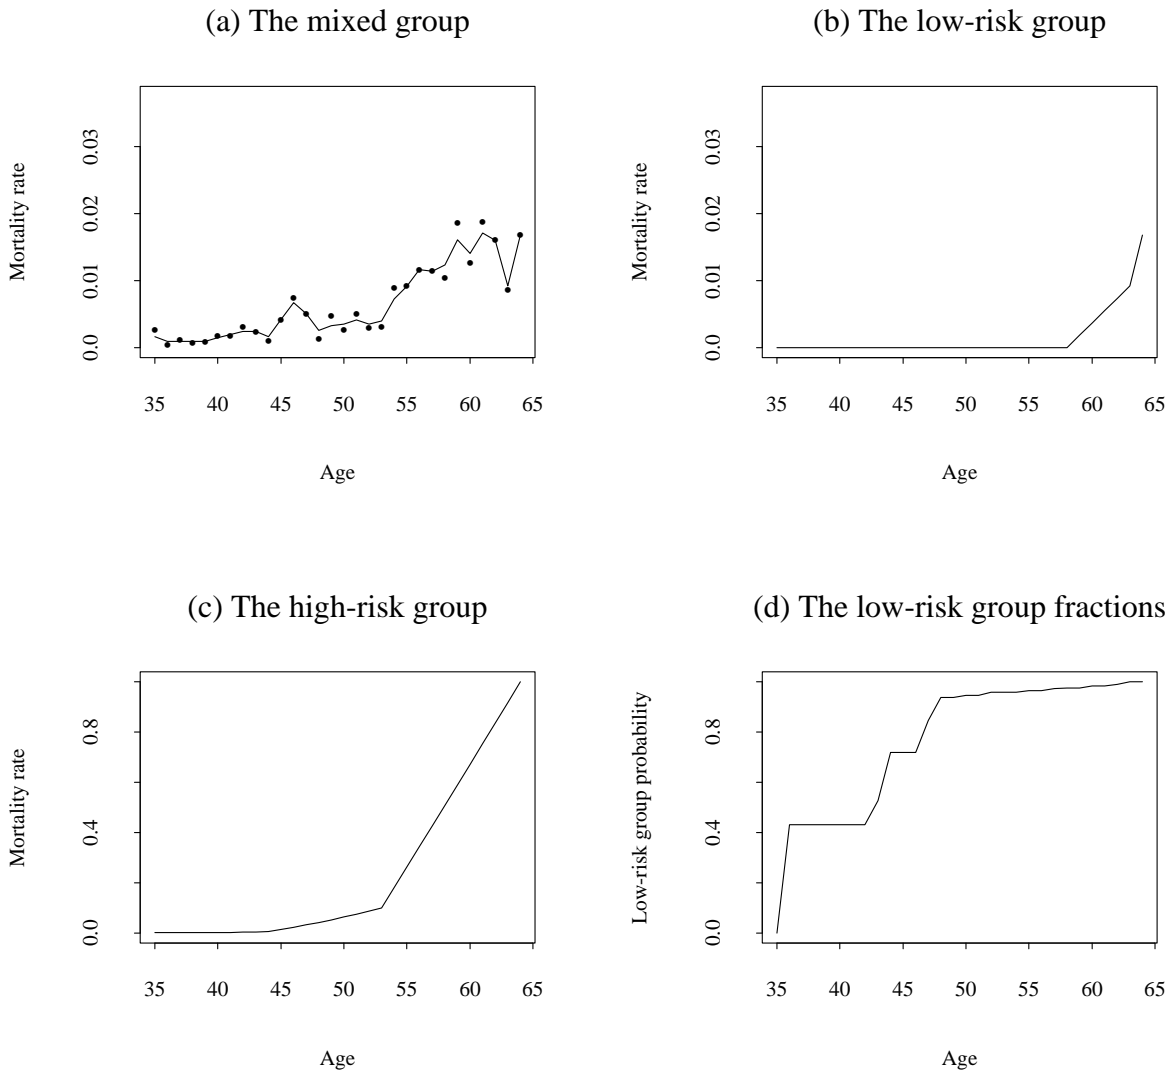 (a) The mixed group
Mortality rate
0.03
0.02
0.01
0.0
35 40 45 50 55 60 65
Age
(b) The low-risk group
Mortality rate
0.03
0.02
0.01
0.0
35 40 45 50 55 60 65
Age
(c) The high-risk group
Mortality rate
0.8
0.4
0.0
35 40 45 50 55 60 65
Age
(d) The low-risk group fractions
Low-risk group probability
0.8
0.4
0.0
35 40 45 50 55 60 65
Age